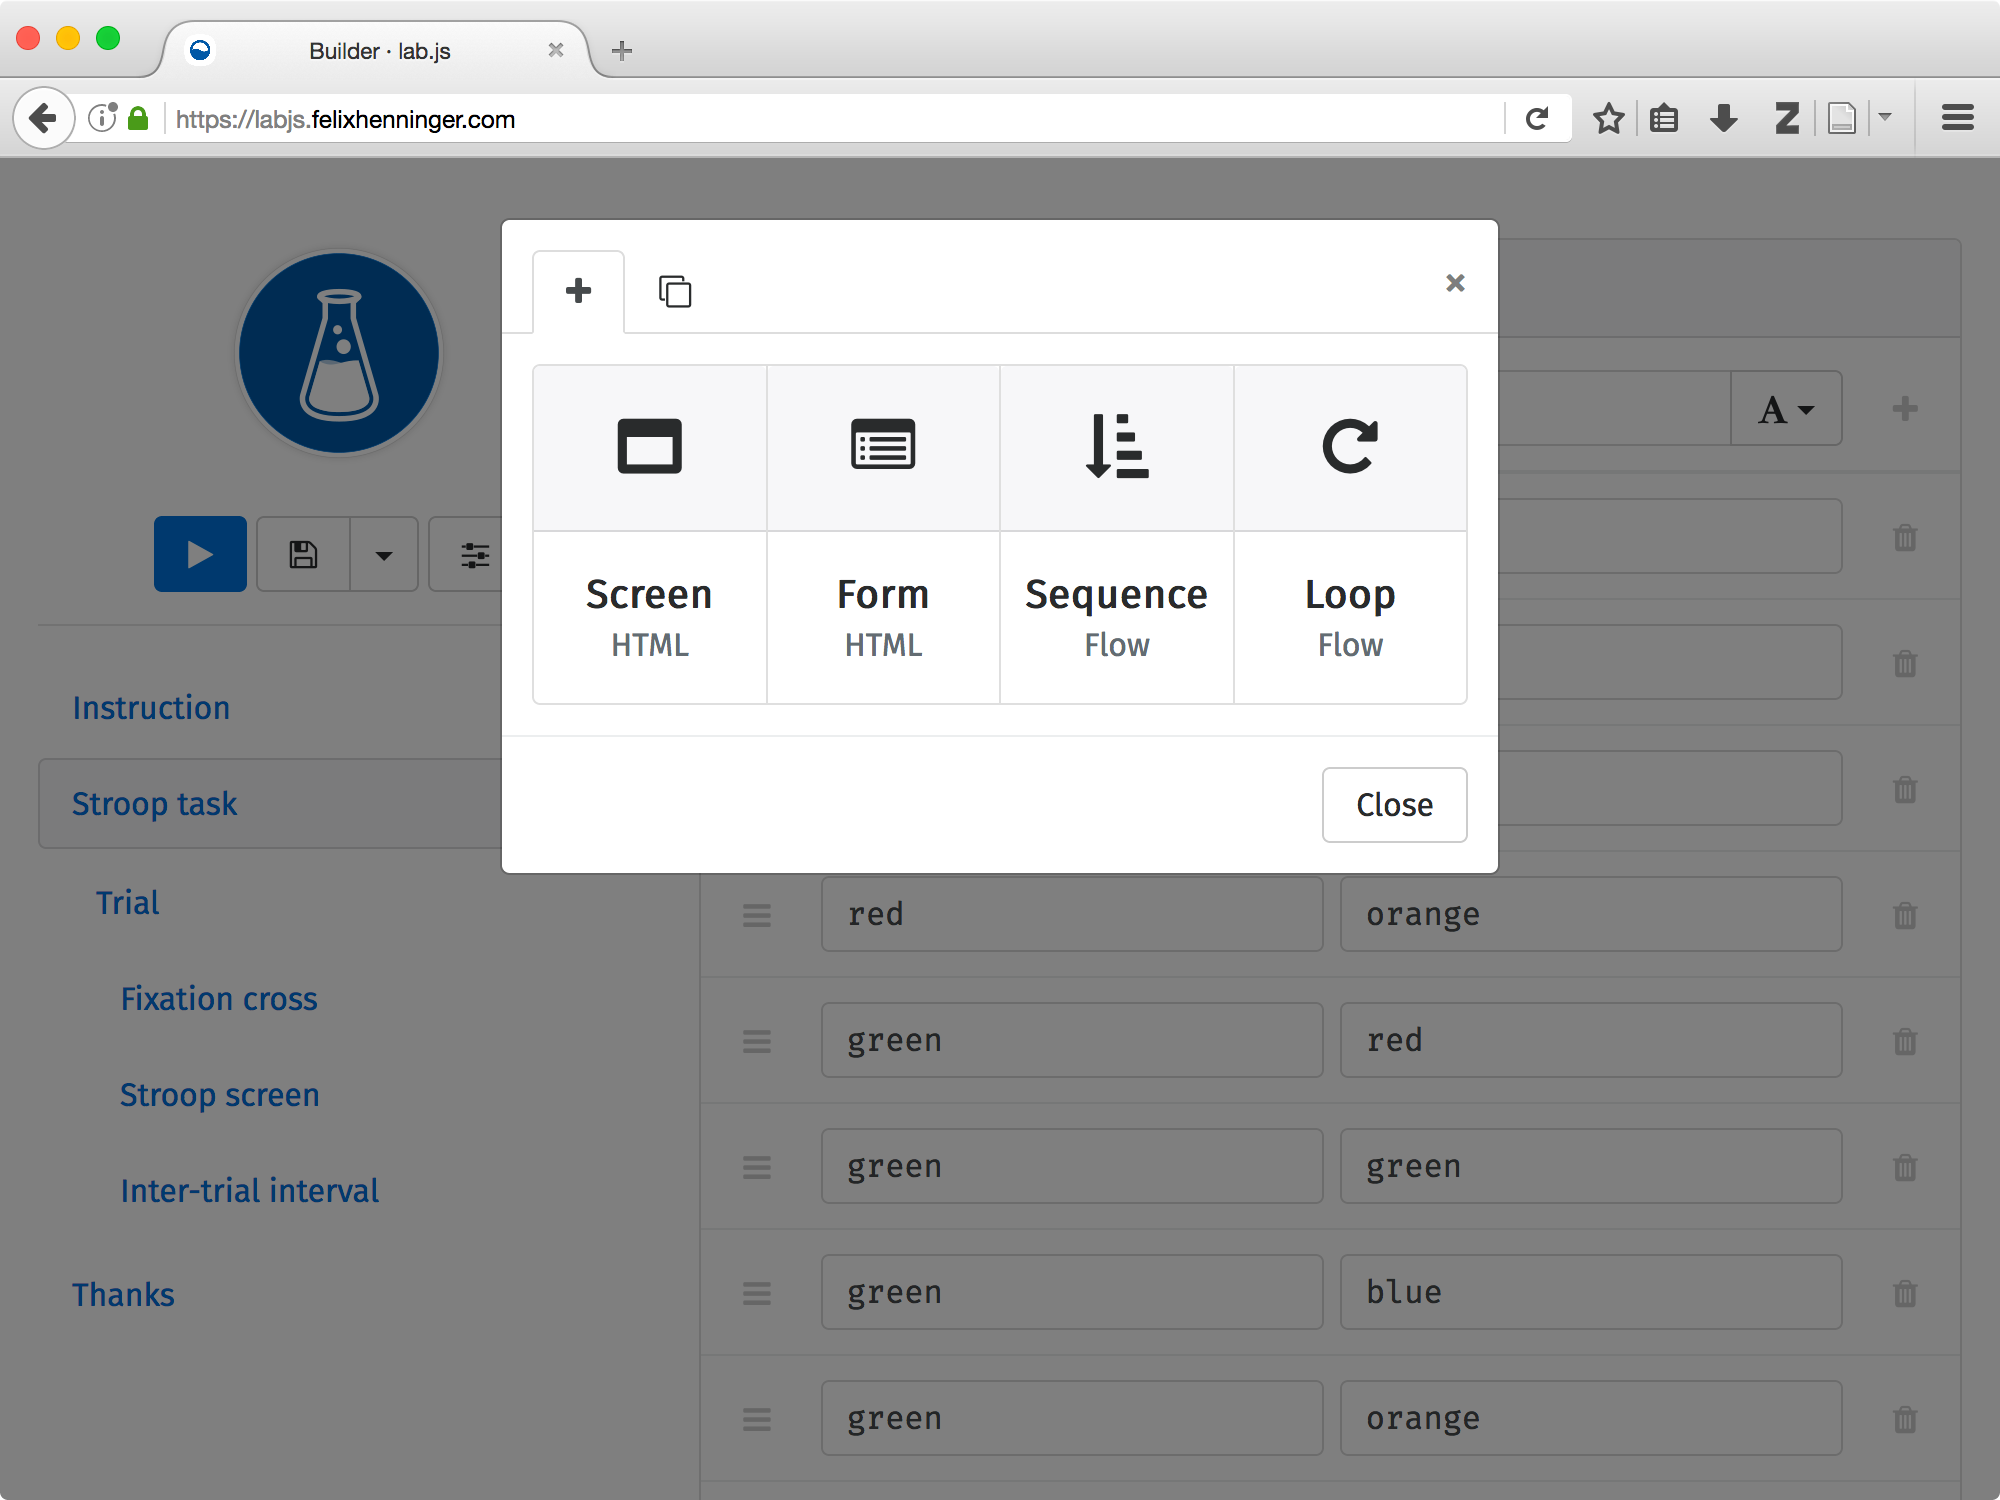 Builder · lab.js
https://labjs.felixhenninger.com
Screen
HTML
Form
HTML
Sequence
Flow
Loop
Flow
Close
A
Instruction
Stroop task
Trial
Fixation cross
Stroop screen
Inter-trial interval
Thanks
red orange
green red
green green
green blue
green orange